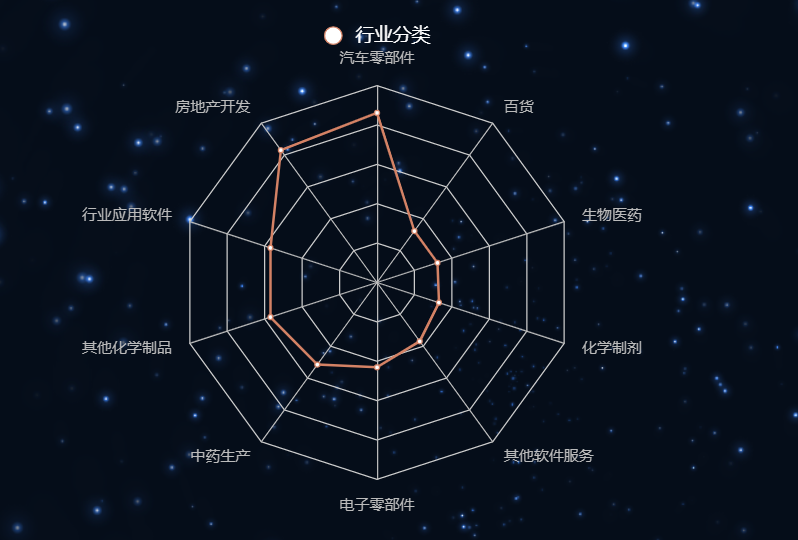 行业分类
汽车零部件
房地产开发
百货
行业应用软件
生物医药
其他化学制品
化学制剂
中药生产
其他软件服务
电子零部件